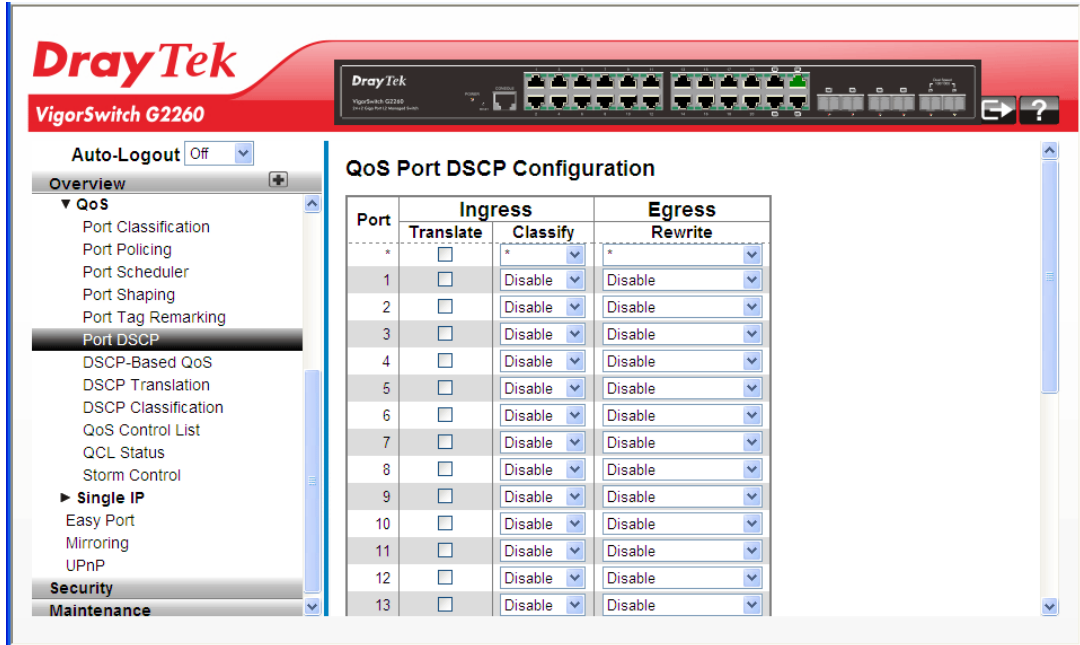 DrayTek
VigorSwitch G2260
DrayTek
VigorSwitch G2260
POWER
CONSOLE
Auto-Logout Off
Overview
▼ QoS
Port Classification
Port Policing
Port Scheduler
Port Shaping
Port Tag Remarking
Port DSCP
DSCP-Based QoS
DSCP Translation
DSCP Classification
QoS Control List
QCL Status
Storm Control
► Single IP
Easy Port
Mirroring
UPnP
Security
Maintenance
?
QoS Port DSCP Configuration
Port Ingress Egress
Translate Classify Rewrite
* * *
1 Disable Disable
2 Disable Disable
3 Disable Disable
4 Disable Disable
5 Disable Disable
6 Disable Disable
7 Disable Disable
8 Disable Disable
9 Disable Disable
10 Disable Disable
11 Disable Disable
12 Disable Disable
13 Disable Disable